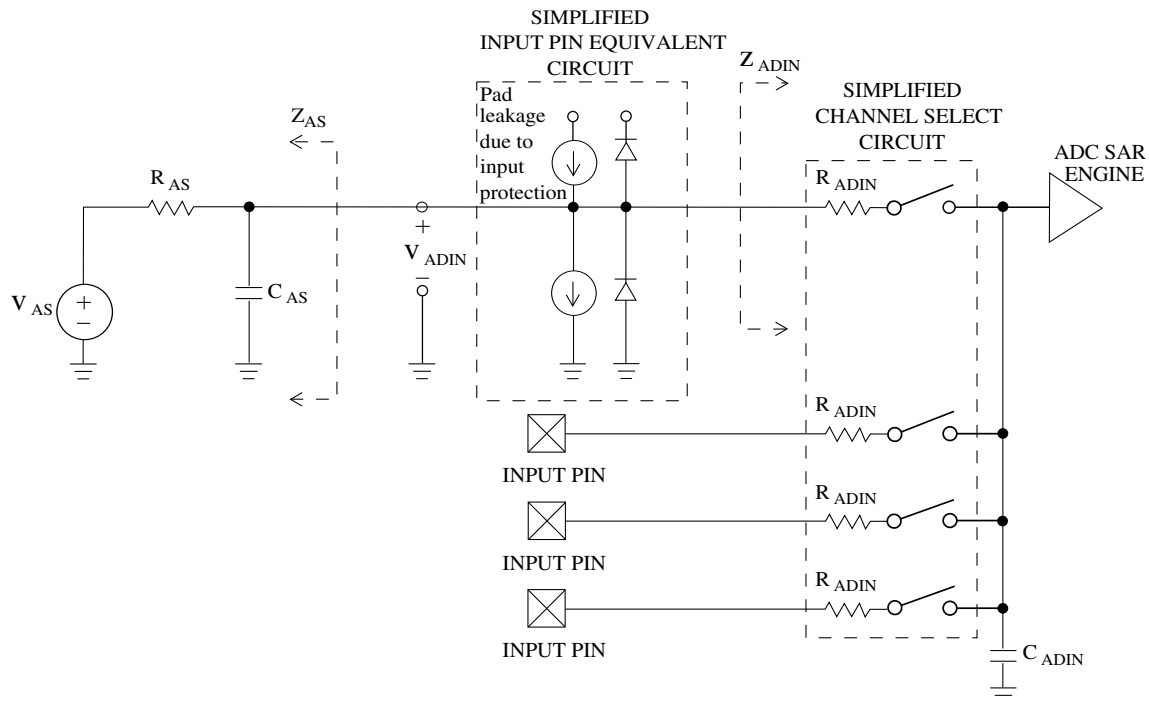 SIMPLIFIED
INPUT PIN EQUIVALENT
CIRCUIT
Pad
leakage
due to
input
protection
Z ADIN
SIMPLIFIED
CHANNEL SELECT
CIRCUIT
ADC SAR
ENGINE
Z AS
R AS
R ADIN
+
V ADIN
–
C AS
V AS
+
–
R ADIN
INPUT PIN
R ADIN
INPUT PIN
R ADIN
INPUT PIN
C ADIN